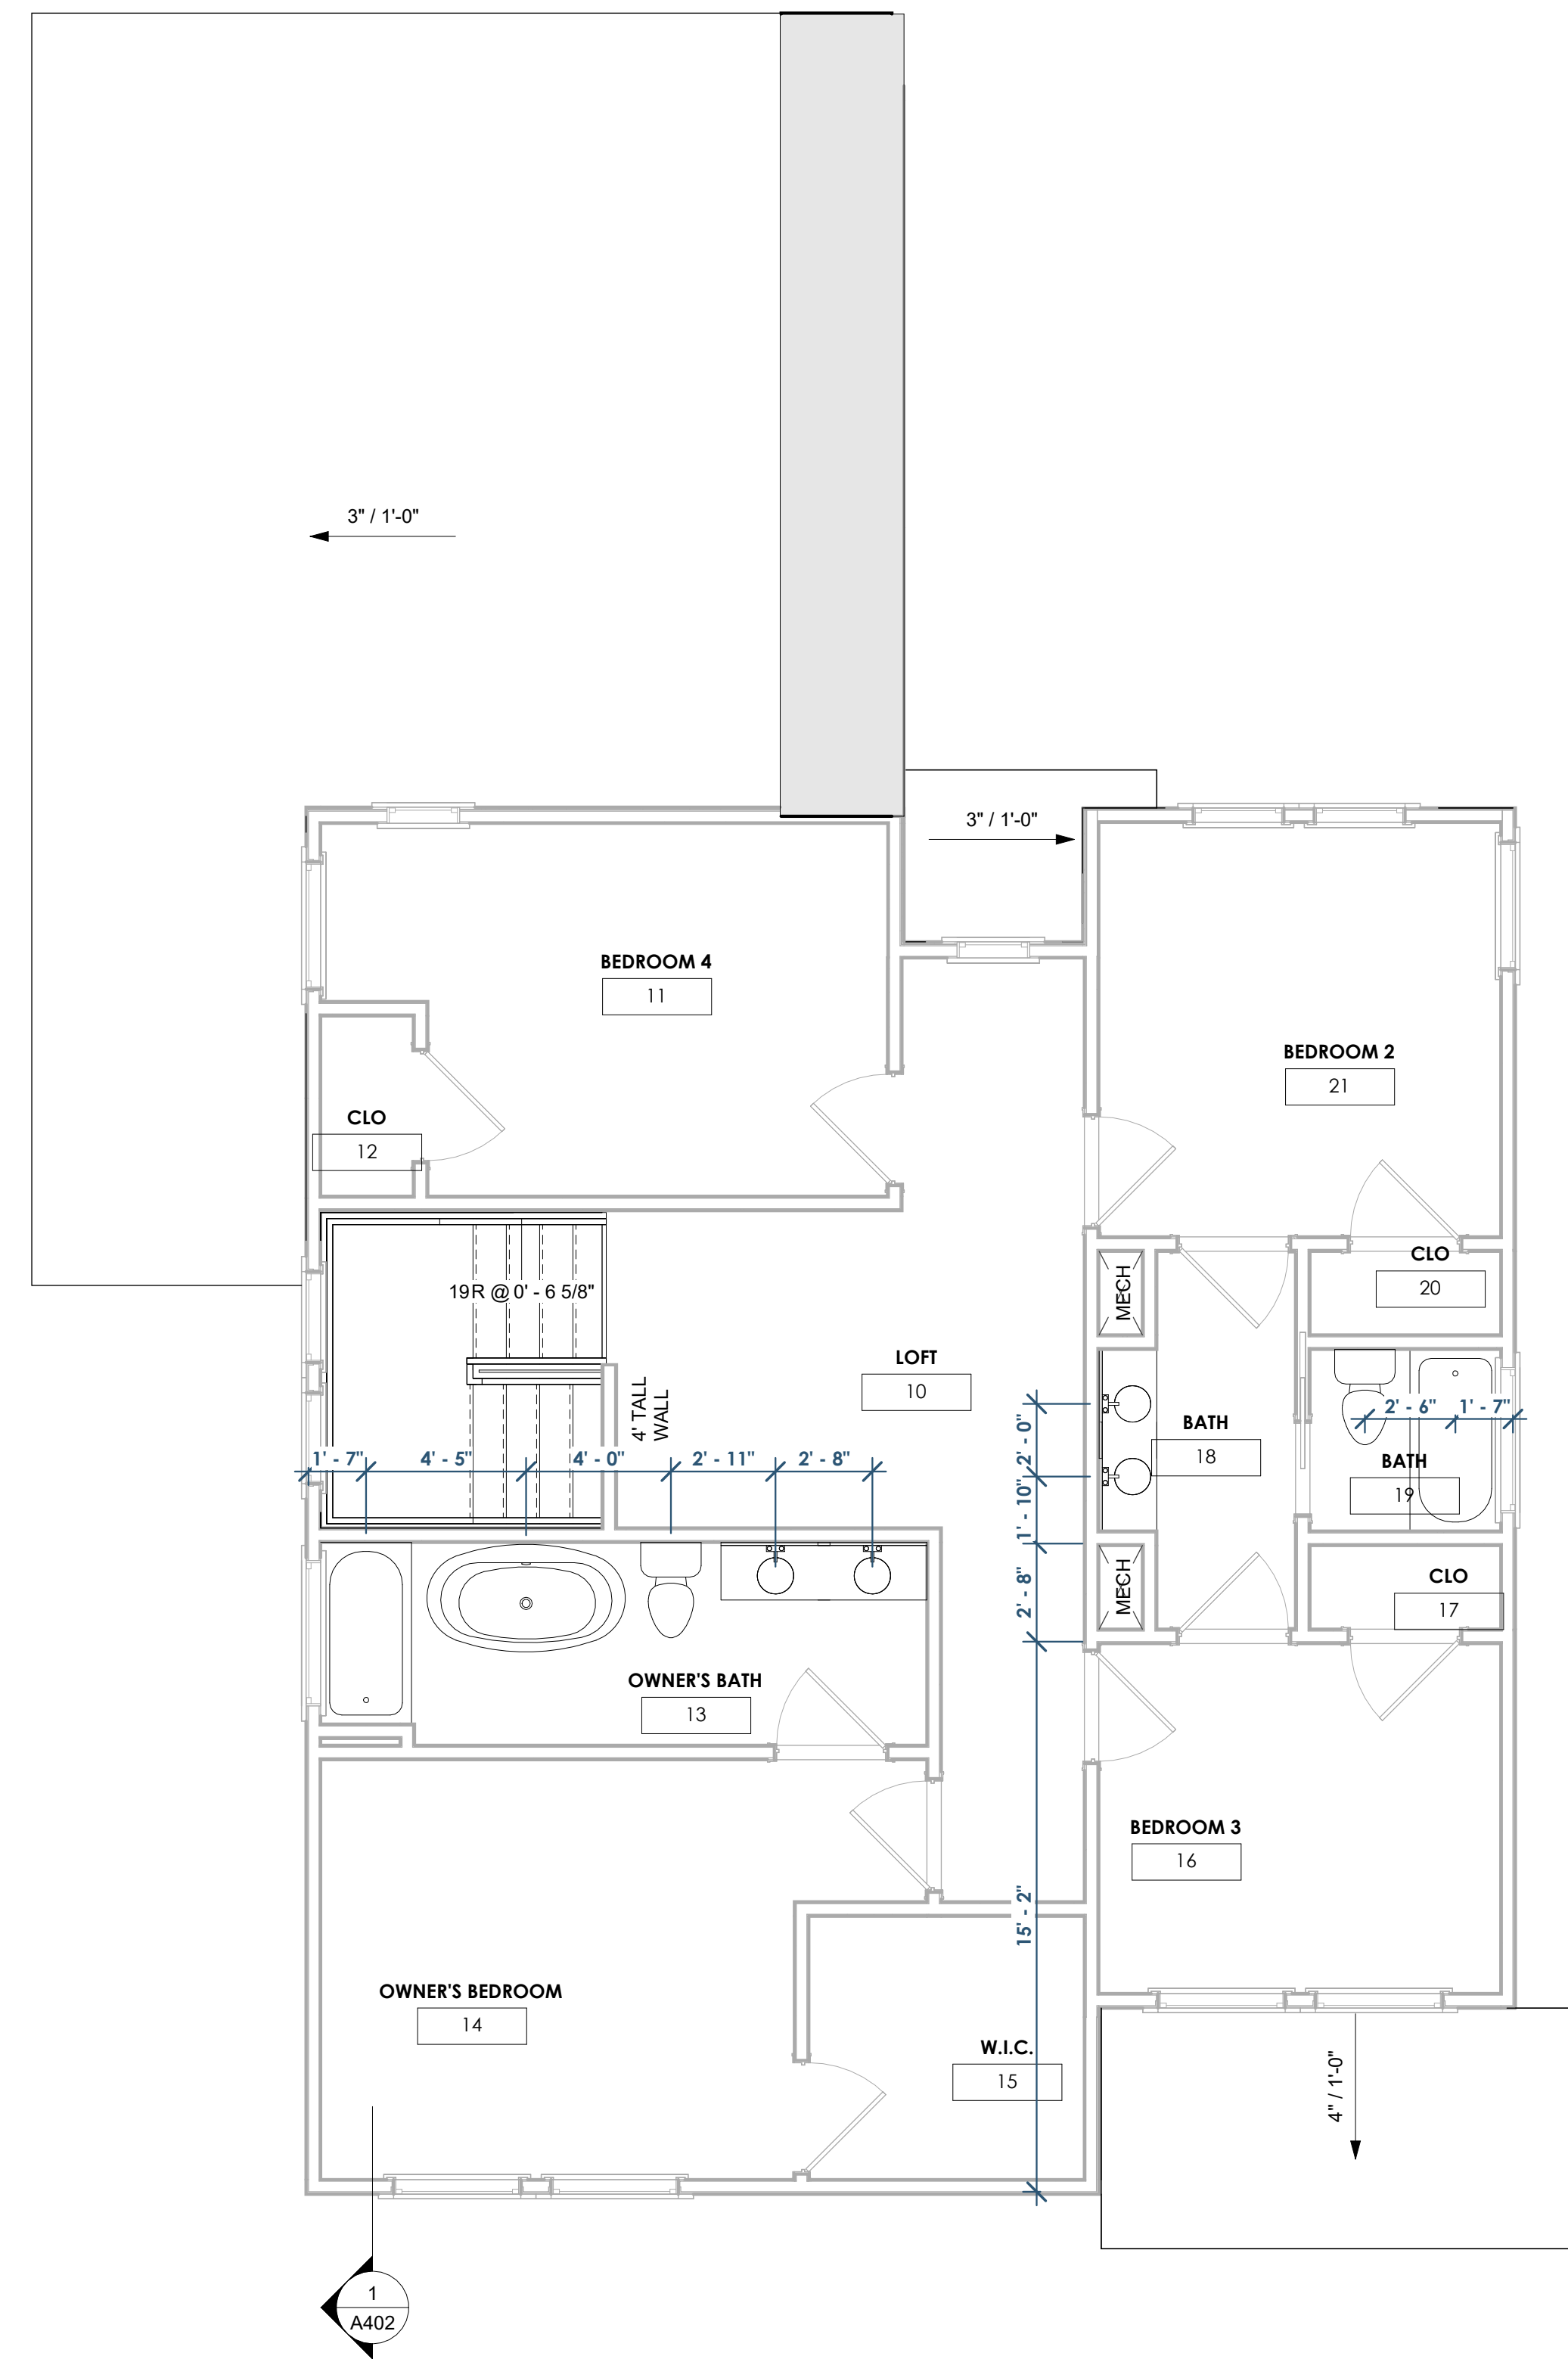 3" / 1'-0"
3" / 1'-0"
BEDROOM 4
11
BEDROOM 2
21
CLO
12
CLO
20
19R @ 0' - 6 5/8"
MECH
LOFT
10
4' TALL
WALL
BATH
18
2' - 6"
1' - 7"
BATH
19
2' - 0"
1' - 7"
4' - 5"
4' - 0"
2' - 11"
2' - 8"
1' - 10"
MECH
2' - 8"
CLO
17
OWNER'S BATH
13
BEDROOM 3
16
15' - 2"
OWNER'S BEDROOM
14
W.I.C.
15
4" / 1'-0"
1
A402